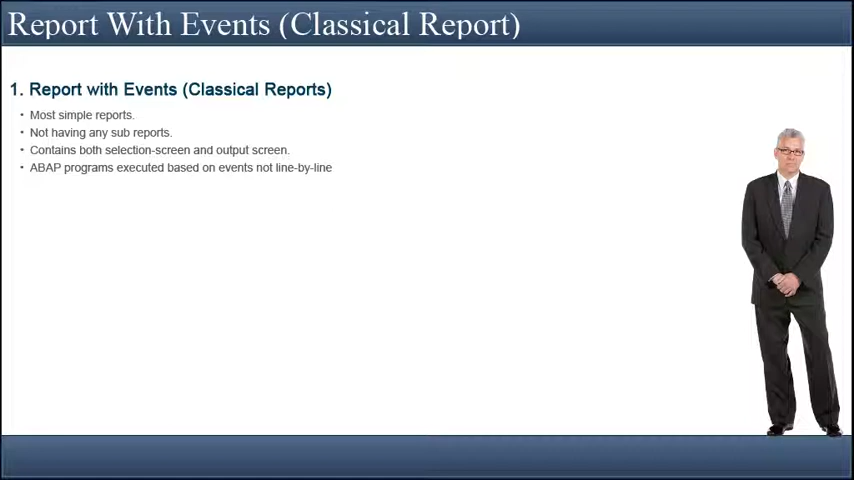 Report With Events (Classical Report)
1. Report with Events (Classical Reports)
• Most simple reports.
• Not having any sub reports.
• Contains both selection-screen and output screen.
• ABAP programs executed based on events not line-by-line